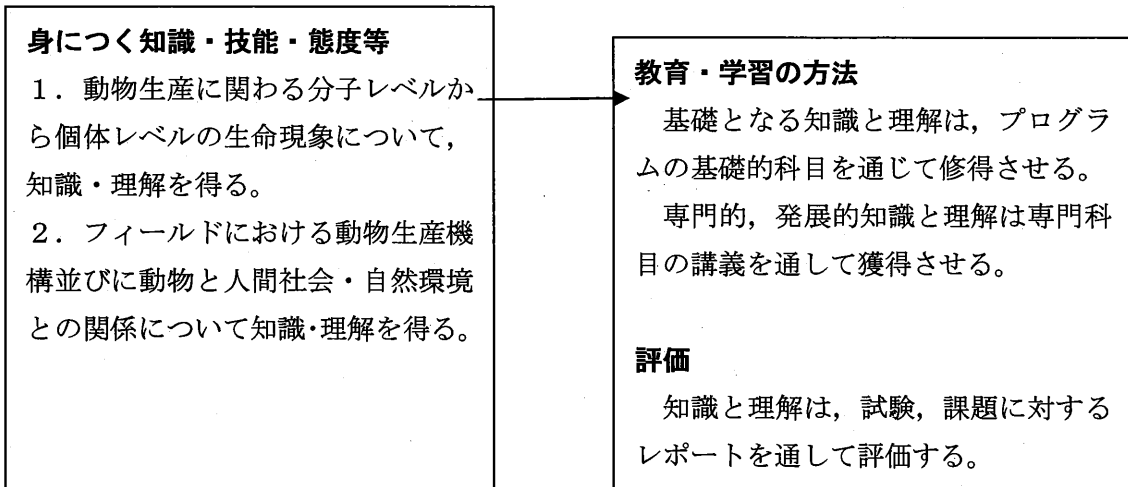 身につく知識・技能・態度等
1．動物生産に関わる分子レベルか
ら個体レベルの生命現象について，
知識・理解を得る。
2．フィールドにおける動物生産機
構並びに動物と人間社会・自然環境
との関係について知識・理解を得る。
教育・学習の方法
　基礎となる知識と理解は，プログラ
ムの基礎的科目を通じて修得させる。
　専門的，発展的知識と理解は専門科
目の講義を通して獲得させる。
評価
　知識と理解は，試験，課題に対する
レポートを通して評価する。